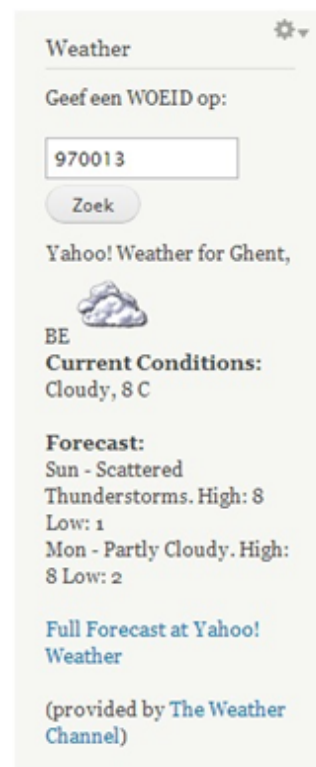 Weather
Geef een WOEID op:
970013
Zoek
Yahoo! Weather for Ghent,
BE
Current Conditions:
Cloudy, 8 C
Forecast:
Sun - Scattered
Thunderstorms. High: 8
Low: 1
Mon - Partly Cloudy. High:
8 Low: 2
Full Forecast at Yahoo!
Weather
(provided by The Weather
Channel)